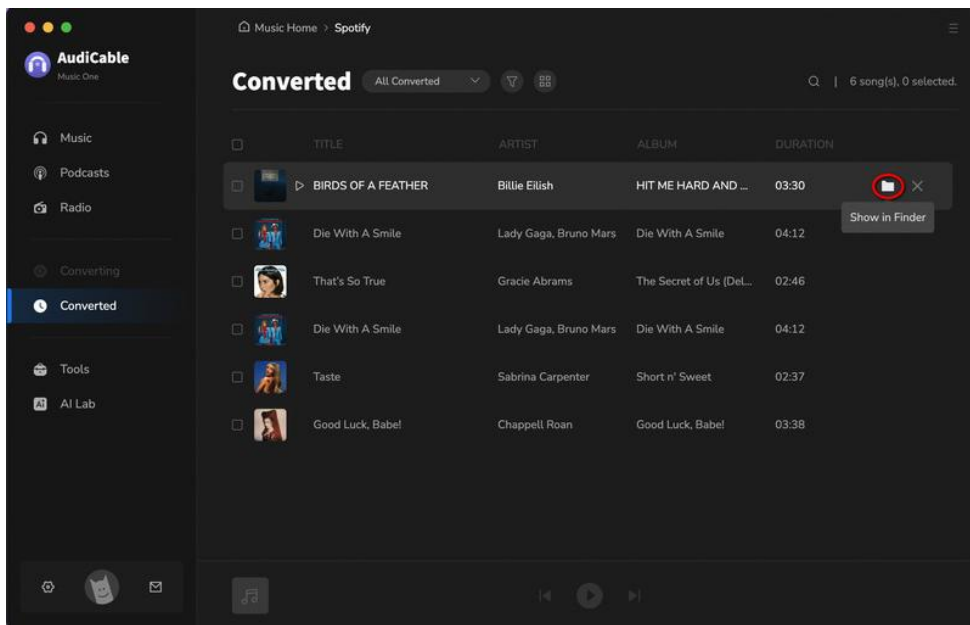 Music Home > Spotify
AudiCable
Music One
Converted
All Converted
| 6 song(s), 0 selected.
Music
Podcasts
Radio
Converting
Converted
Tools
Ai
AI Lab
TITLE ARTIST ALBUM DURATION
BIRDS OF A FEATHER Billie Eilish HIT ME HARD AND ... 03:30
Show in Finder
Die With A Smile Lady Gaga, Bruno Mars Die With A Smile 04:12
That's So True Gracie Abrams The Secret of Us (Del... 02:46
Die With A Smile Lady Gaga, Bruno Mars Die With A Smile 04:12
Taste Sabrina Carpenter Short n' Sweet 02:37
Good Luck, Babe! Chappell Roan Good Luck, Babe! 03:38